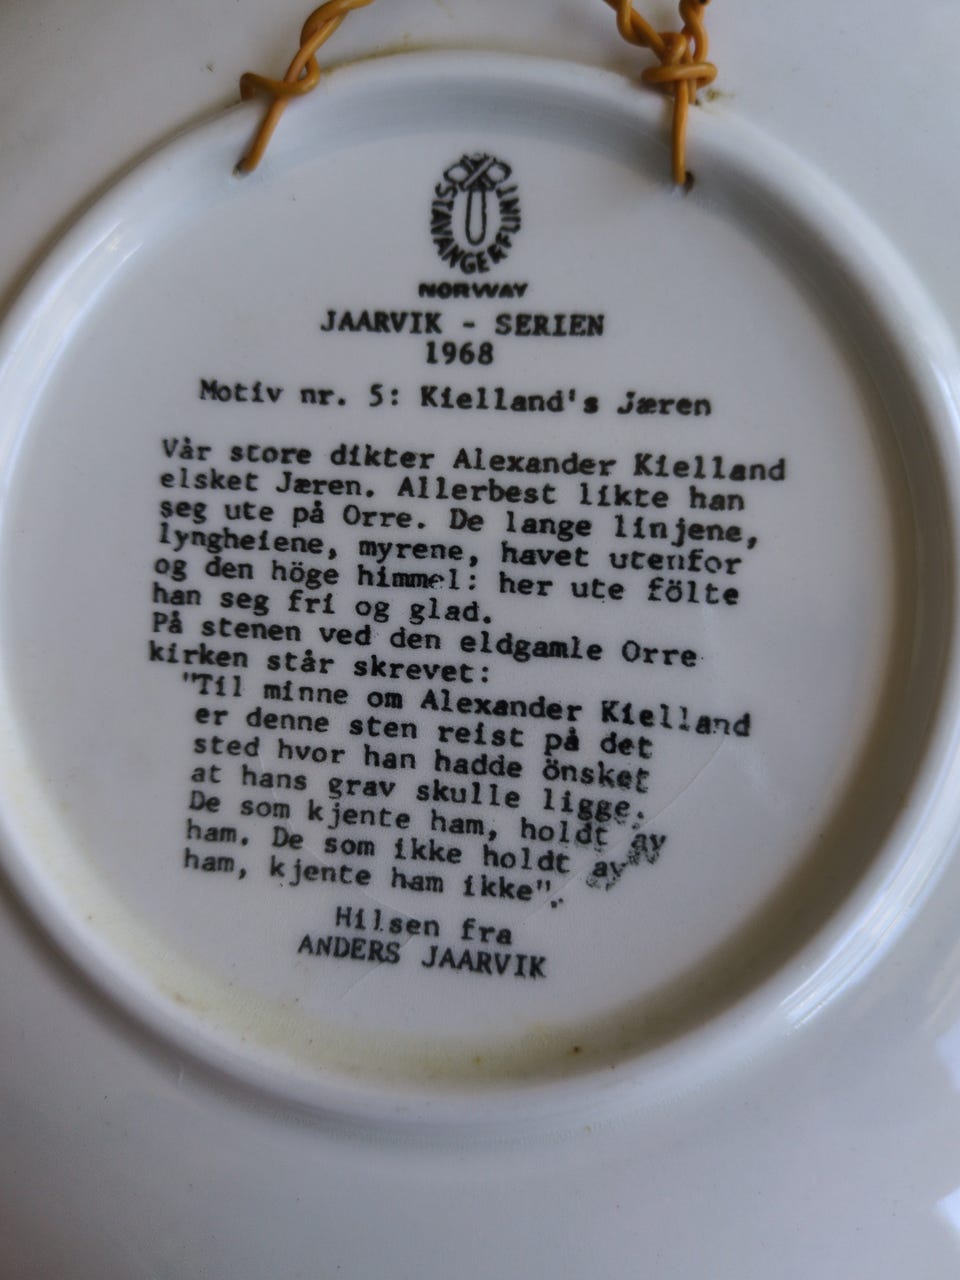 STAVANGERFLINT
NORWAY
JAARVIK - SERIEN
1968
Motiv nr. 5: Kielland's Jæren
Vår store dikter Alexander Kielland
elsket Jæren. Allerbest likte han
seg ute på Orre. De lange linjene,
lyngheiene, myrene, havet utenfor
og den höge himmel: her ute fölte
han seg fri og glad.
På stenen ved den eldgamle Orre
kirken står skrevet:
"Til minne om Alexander Kielland
er denne sten reist på det
sted hvor han hadde önsket
at hans grav skulle ligge.
De som kjente ham, holdt av
ham. De som ikke holdt av
ham, kjente ham ikke".
Hilsen fra
ANDERS JAARVIK